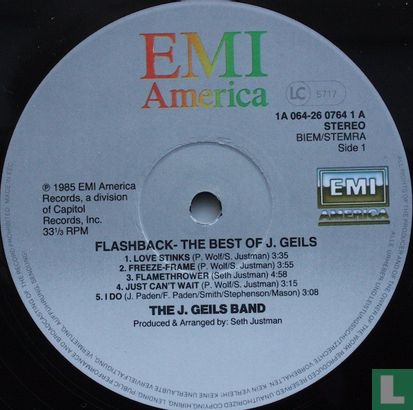 EMI
America
LC 5717
1A 064-26 0764 1 A
STEREO
BIEM/STEMRA
Side 1
℗ 1985 EMI America
Records, a division
of Capitol
Records, Inc.
33⅓ RPM
EMI
AMERICA
FLASHBACK- THE BEST OF J. GEILS
1. LOVE STINKS (P. Wolf/S. Justman) 3:35
2. FREEZE-FRAME (P. Wolf/S. Justman) 3:55
3. FLAMETHROWER (Seth Justman) 4:58
4. JUST CAN'T WAIT (P. Wolf/S. Justman) 3:15
5. I DO (J. Paden/F. Paden/Smith/Stephenson/Mason) 3:08
THE J. GEILS BAND
Produced & Arranged by: Seth Justman
catawiki